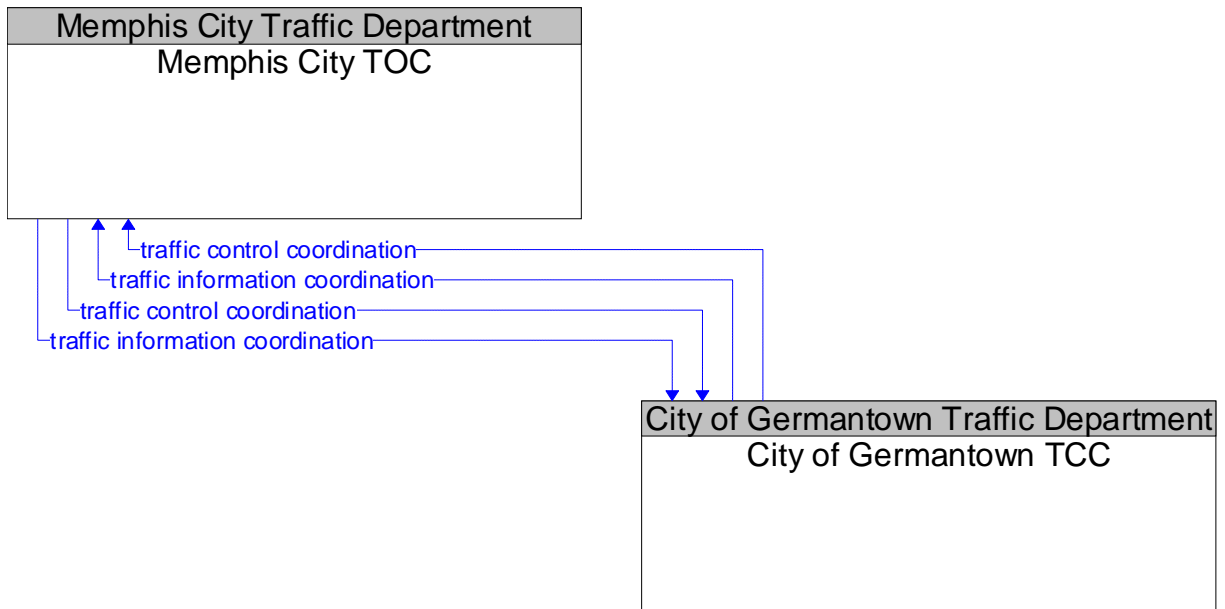 Memphis City Traffic Department
Memphis City TOC
traffic control coordination
traffic information coordination
traffic control coordination
traffic information coordination
City of Germantown Traffic Department
City of Germantown TCC